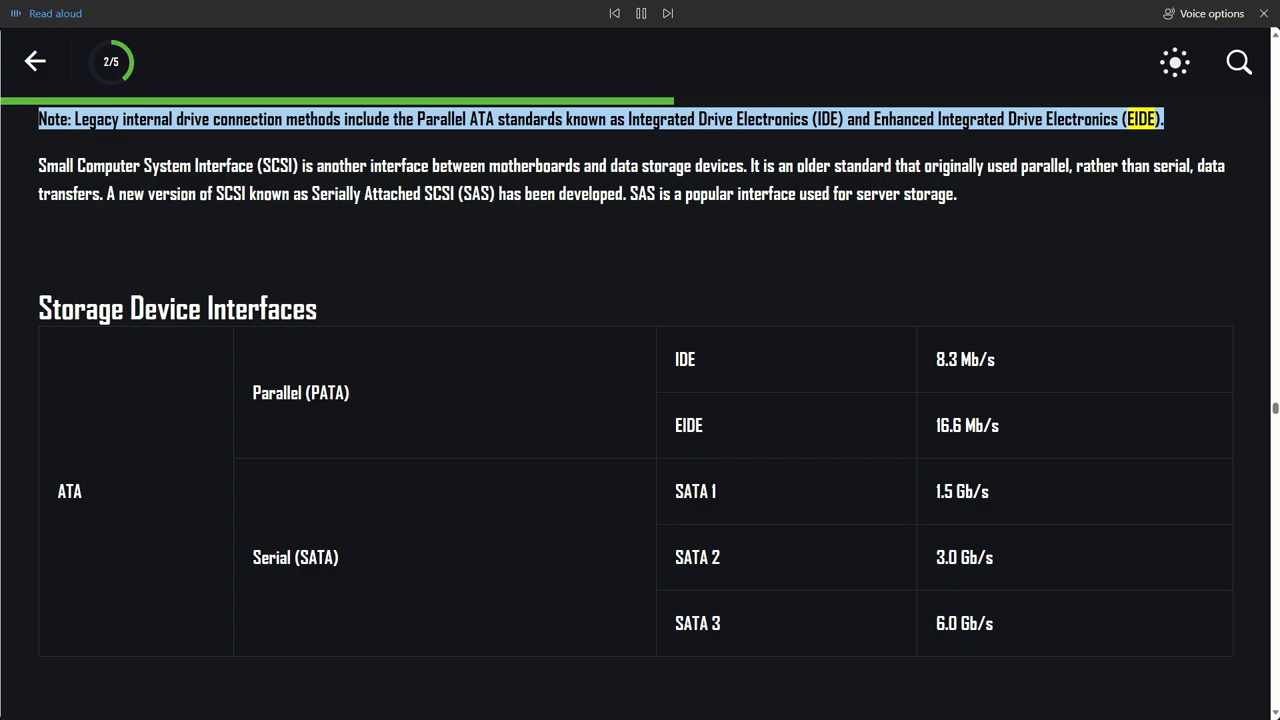 Read aloud
Voice options
2/5
Note: Legacy internal drive connection methods include the Parallel ATA standards known as Integrated Drive Electronics (IDE) and Enhanced Integrated Drive Electronics (EIDE).
Small Computer System Interface (SCSI) is another interface between motherboards and data storage devices. It is an older standard that originally used parallel, rather than serial, data
transfers. A new version of SCSI known as Serially Attached SCSI (SAS) has been developed. SAS is a popular interface used for server storage.
Storage Device Interfaces
ATA
Parallel (PATA)
IDE
8.3 Mb/s
EIDE
16.6 Mb/s
Serial (SATA)
SATA 1
1.5 Gb/s
SATA 2
3.0 Gb/s
SATA 3
6.0 Gb/s